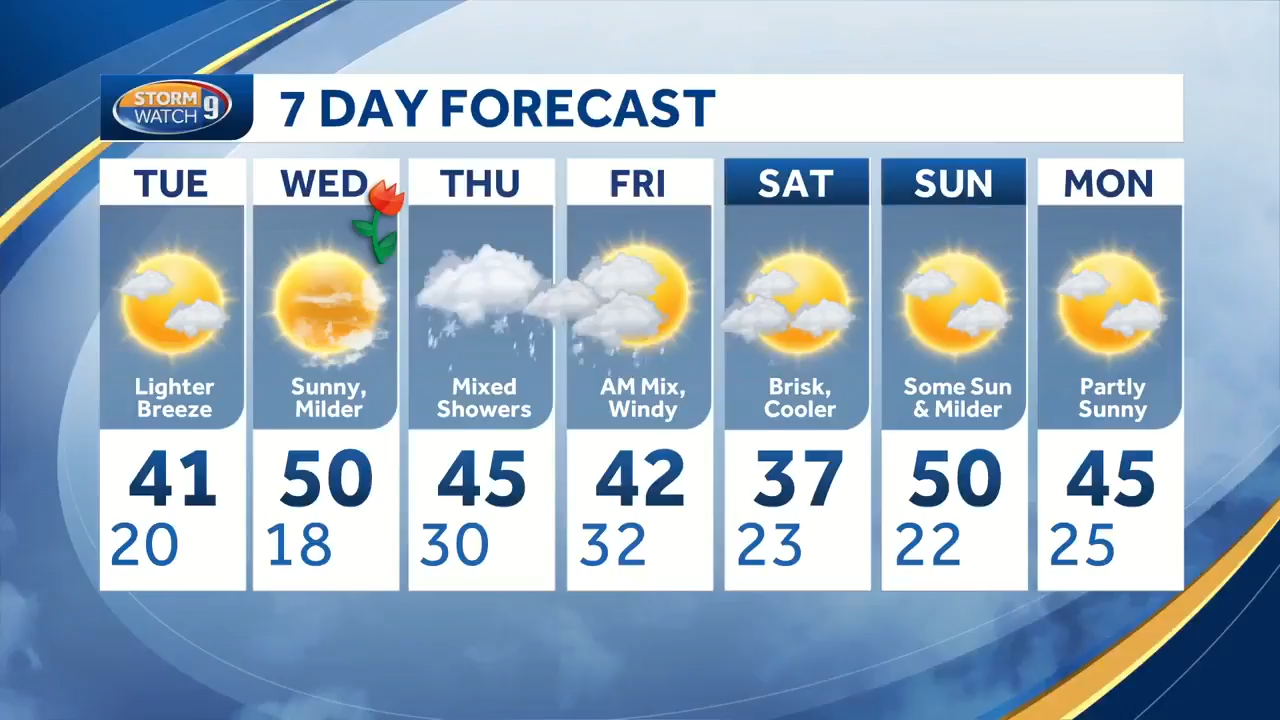 STORM
WATCH 9
7 DAY FORECAST
TUE
WED
THU
FRI
SAT
SUN
MON
Lighter
Breeze
Sunny,
Milder
Mixed
Showers
AM Mix,
Windy
Brisk,
Cooler
Some Sun
& Milder
Partly
Sunny
41
50
45
42
37
50
45
20
18
30
32
23
22
25